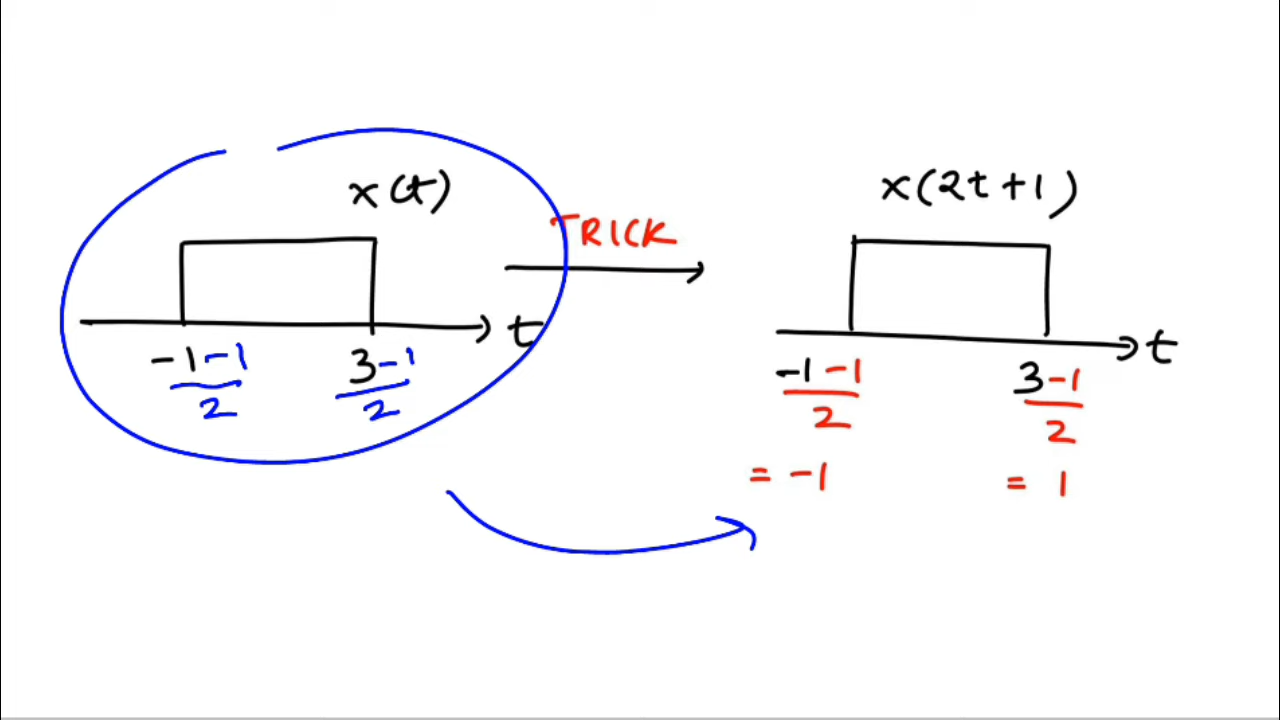 x(t)
TRICK
x(2t+1)
t
t
-1-1
2
3-1
2
-1-1
2
= -1
3-1
2
= 1